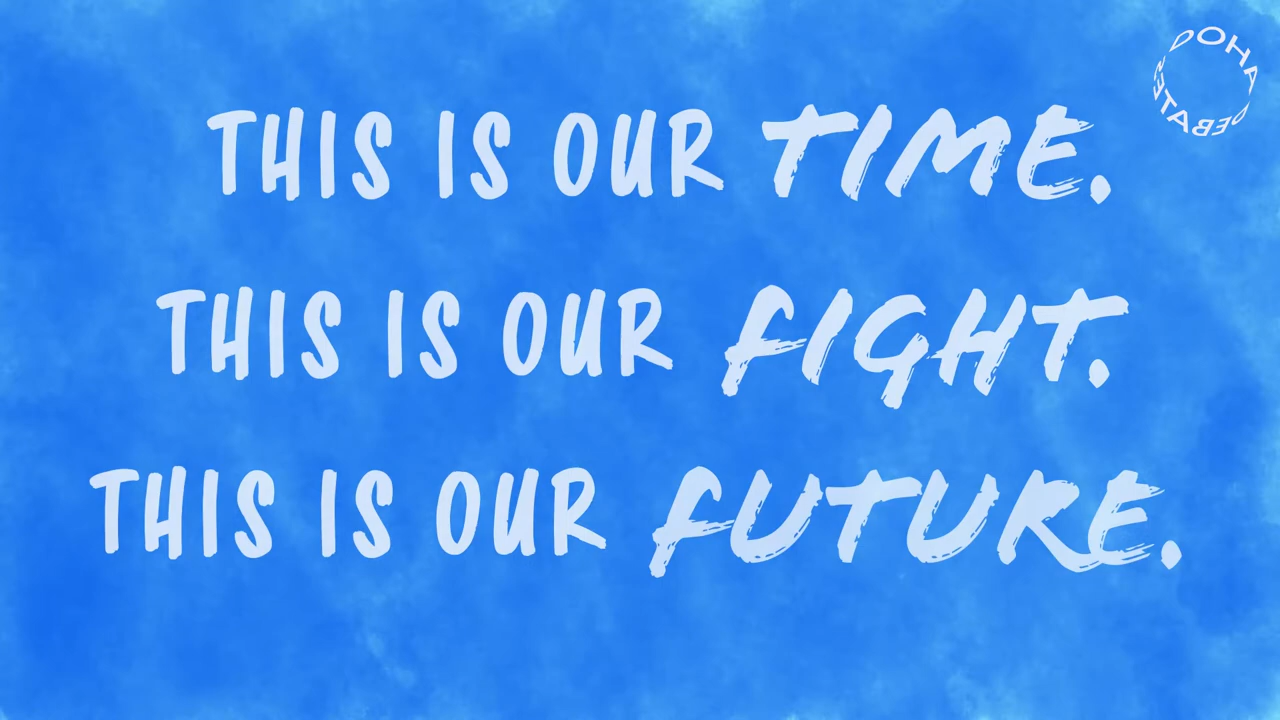 THIS IS OUR TIME.
THIS IS OUR FIGHT.
THIS IS OUR FUTURE.
DOHA DEBATES